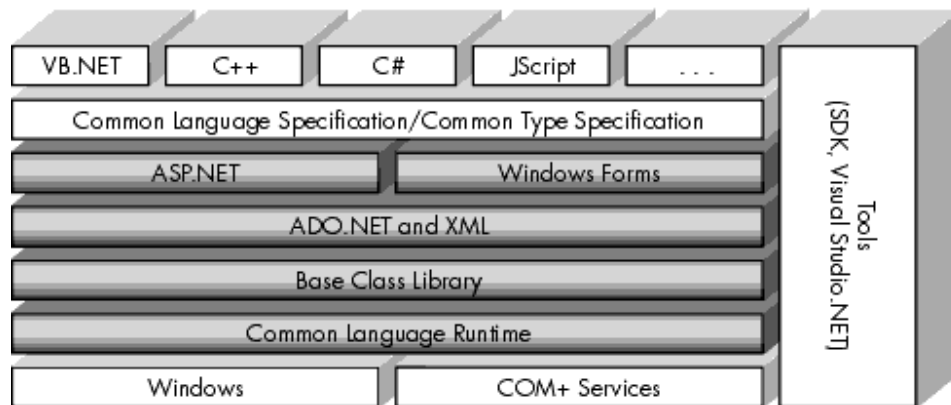 VB.NET
C++
C#
JScript
. . .
Common Language Specification/Common Type Specification
ASP.NET
Windows Forms
ADO.NET and XML
Base Class Library
Common Language Runtime
Windows
COM+ Services
Tools
(SDK, Visual Studio.NET)